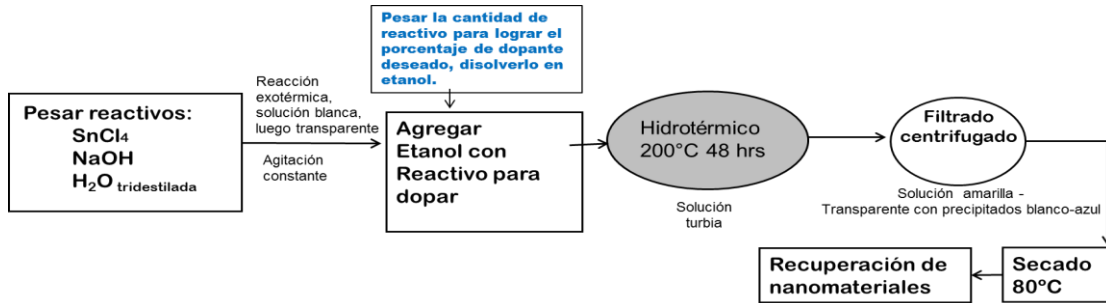 Pesar la cantidad de
reactivo para lograr el
porcentaje de dopante
deseado, disolverlo en
etanol.
Pesar reactivos:
SnCl4
NaOH
H2O tridestilada
Reacción
exotérmica,
solución blanca,
luego transparente
Agitación
constante
Agregar
Etanol con
Reactivo para
dopar
Hidrotérmico
200°C 48 hrs
Solución
turbia
Filtrado
centrifugado
Solución amarilla -
Transparente con precipitados blanco-azul
Secado
80°C
Recuperación de
nanomateriales